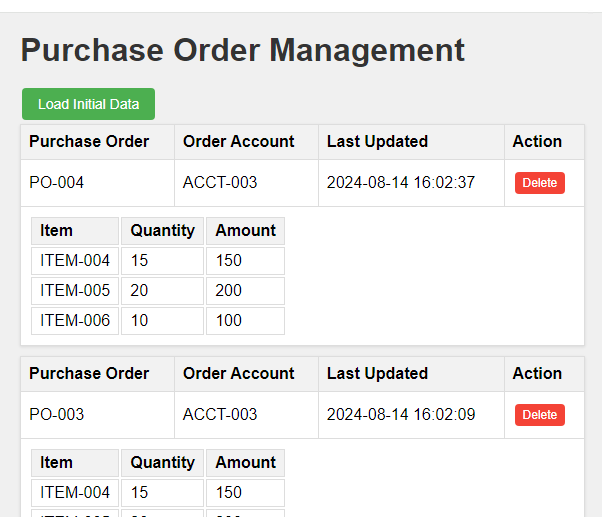 Purchase Order Management
Load Initial Data
Purchase Order Order Account Last Updated Action
PO-004 ACCT-003 2024-08-14 16:02:37 Delete
Item Quantity Amount
ITEM-004 15 150
ITEM-005 20 200
ITEM-006 10 100
Purchase Order Order Account Last Updated Action
PO-003 ACCT-003 2024-08-14 16:02:09 Delete
Item Quantity Amount
ITEM-004 15 150